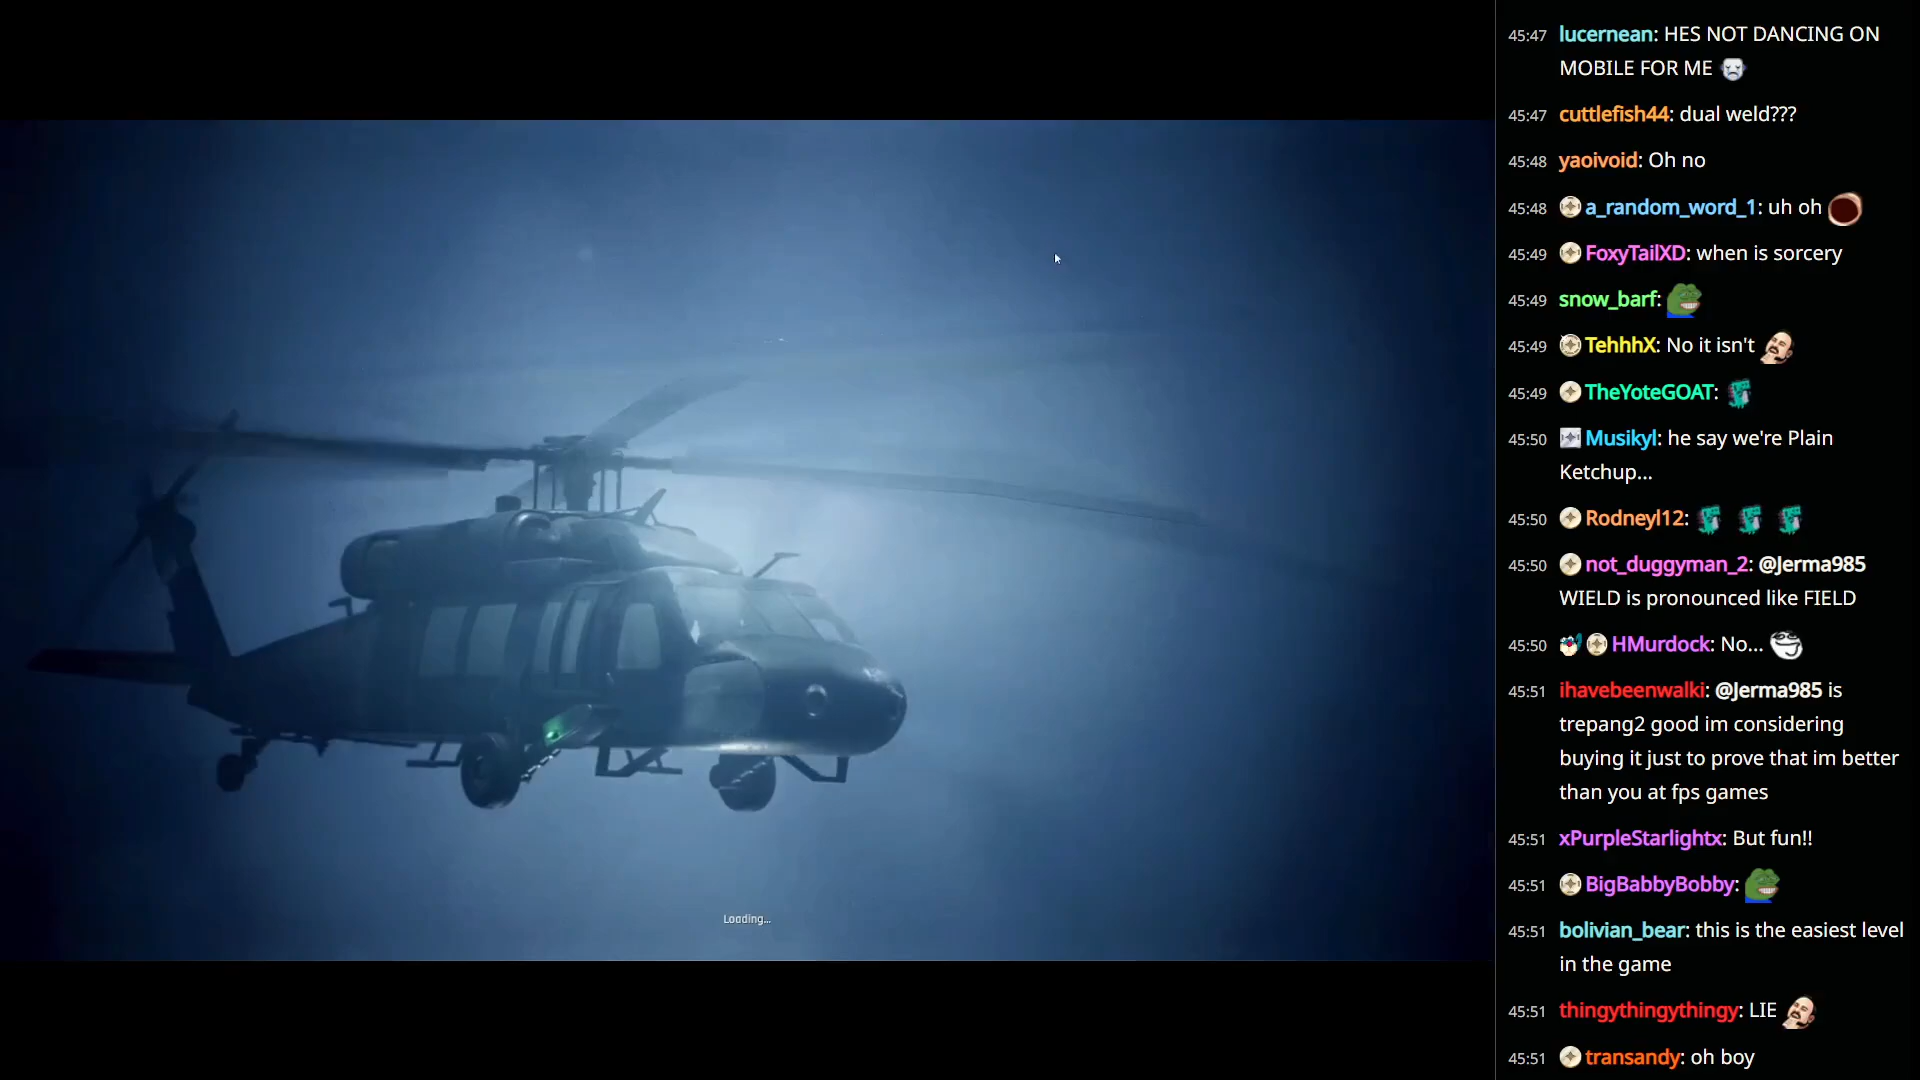 45:47 lucernean: HES NOT DANCING ON
MOBILE FOR ME
45:47 cuttlefish44: dual weld???
45:48 yaoivoid: Oh no
45:48 a_random_word_1: uh oh
45:49 FoxyTailXD: when is sorcery
45:49 snow_barf:
45:49 TehhhX: No it isn't
45:49 TheYoteGOAT:
45:50 Musikyl: he say we're Plain
Ketchup...
45:50 Rodneyl12:
45:50 not_duggyman_2: @Jerma985
WIELD is pronounced like FIELD
45:50 HMurdock: No...
45:51 ihavebeenwalki: @Jerma985 is
trepang2 good im considering
buying it just to prove that im better
than you at fps games
45:51 xPurpleStarlightx: But fun!!
45:51 BigBabbyBobby:
45:51 bolivian_bear: this is the easiest level
in the game
45:51 thingythingythingy: LIE
45:51 transandy: oh boy
Loading...